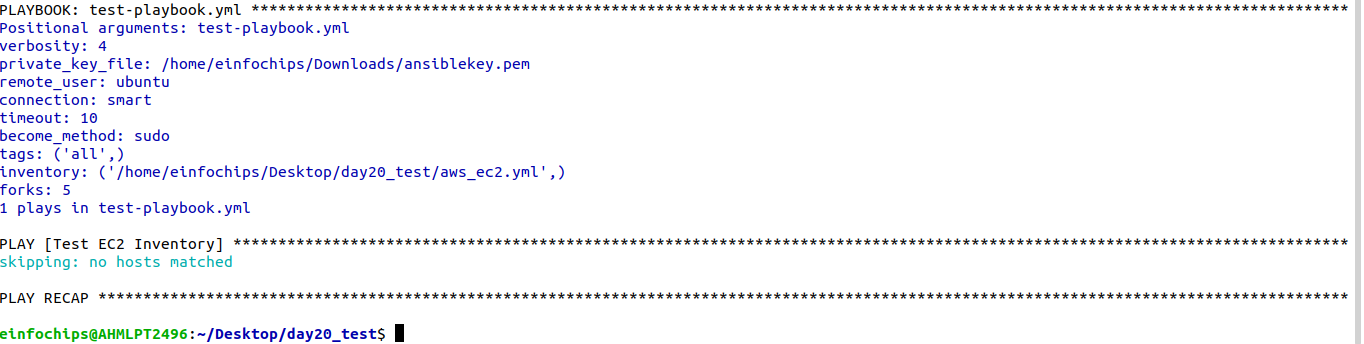 PLAYBOOK: test-playbook.yml **************************************************************************************************************************
Positional arguments: test-playbook.yml
verbosity: 4
private_key_file: /home/einfochips/Downloads/ansiblekey.pem
remote_user: ubuntu
connection: smart
timeout: 10
become_method: sudo
tags: ('all',)
inventory: ('/home/einfochips/Desktop/day20_test/aws_ec2.yml',)
forks: 5
1 plays in test-playbook.yml
PLAY [Test EC2 Inventory] ****************************************************************************************************************************
skipping: no hosts matched
PLAY RECAP *******************************************************************************************************************************************
einfochips@AHMLPT2496:~/Desktop/day20_test$